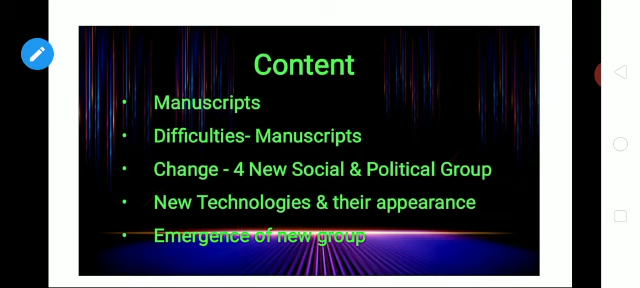 Content
• Manuscripts
• Difficulties- Manuscripts
• Change - 4 New Social & Political Group
• New Technologies & their appearance
• Emergence of new group